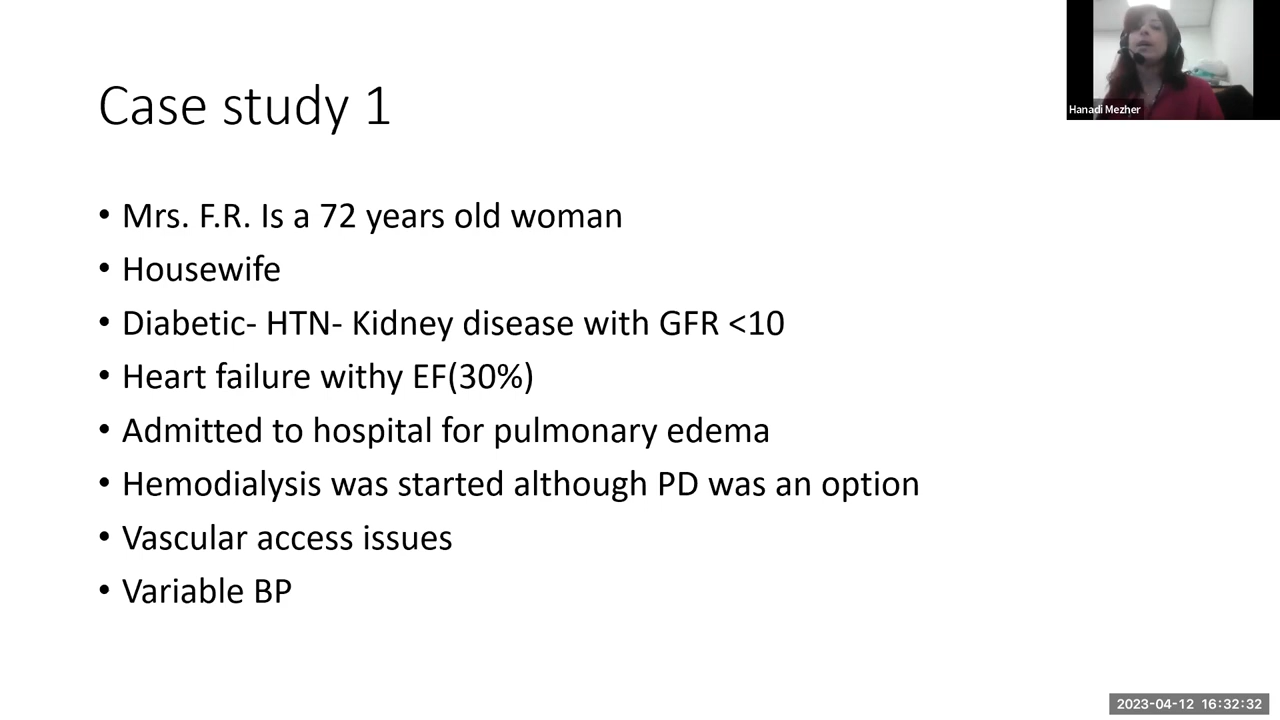 Case study 1
Hanadi Mezher
• Mrs. F.R. Is a 72 years old woman
• Housewife
• Diabetic- HTN- Kidney disease with GFR <10
• Heart failure withy EF(30%)
• Admitted to hospital for pulmonary edema
• Hemodialysis was started although PD was an option
• Vascular access issues
• Variable BP
2023-04-12 16:32:32